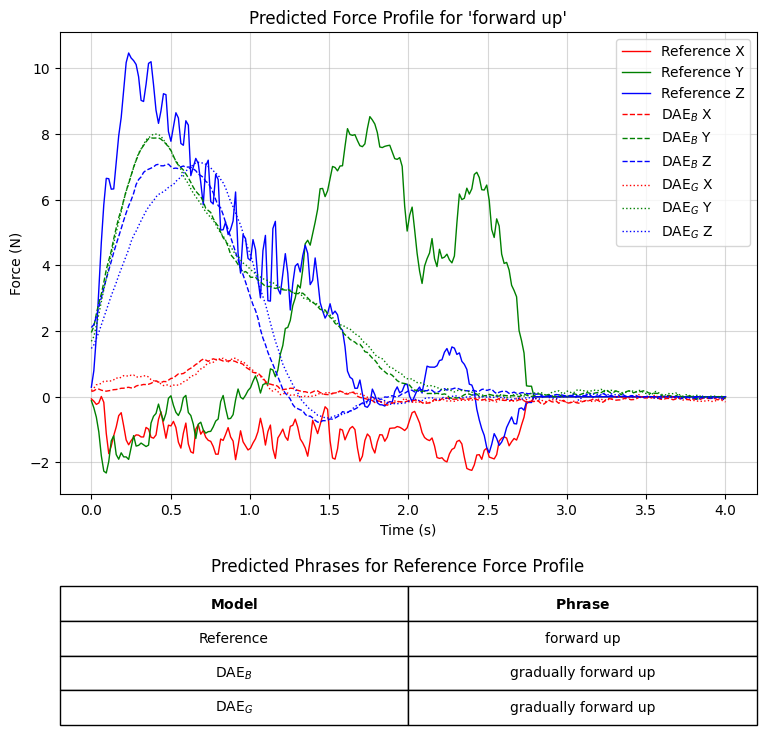 Predicted Force Profile for 'forward up'
Force (N)
10
8
6
4
2
0
−2
0.0 0.5 1.0 1.5 2.0 2.5 3.0 3.5 4.0
Time (s)
Reference X
Reference Y
Reference Z
DAE_B X
DAE_B Y
DAE_B Z
DAE_G X
DAE_G Y
DAE_G Z
Predicted Phrases for Reference Force Profile
Model Phrase
Reference forward up
DAE_B gradually forward up
DAE_G gradually forward up